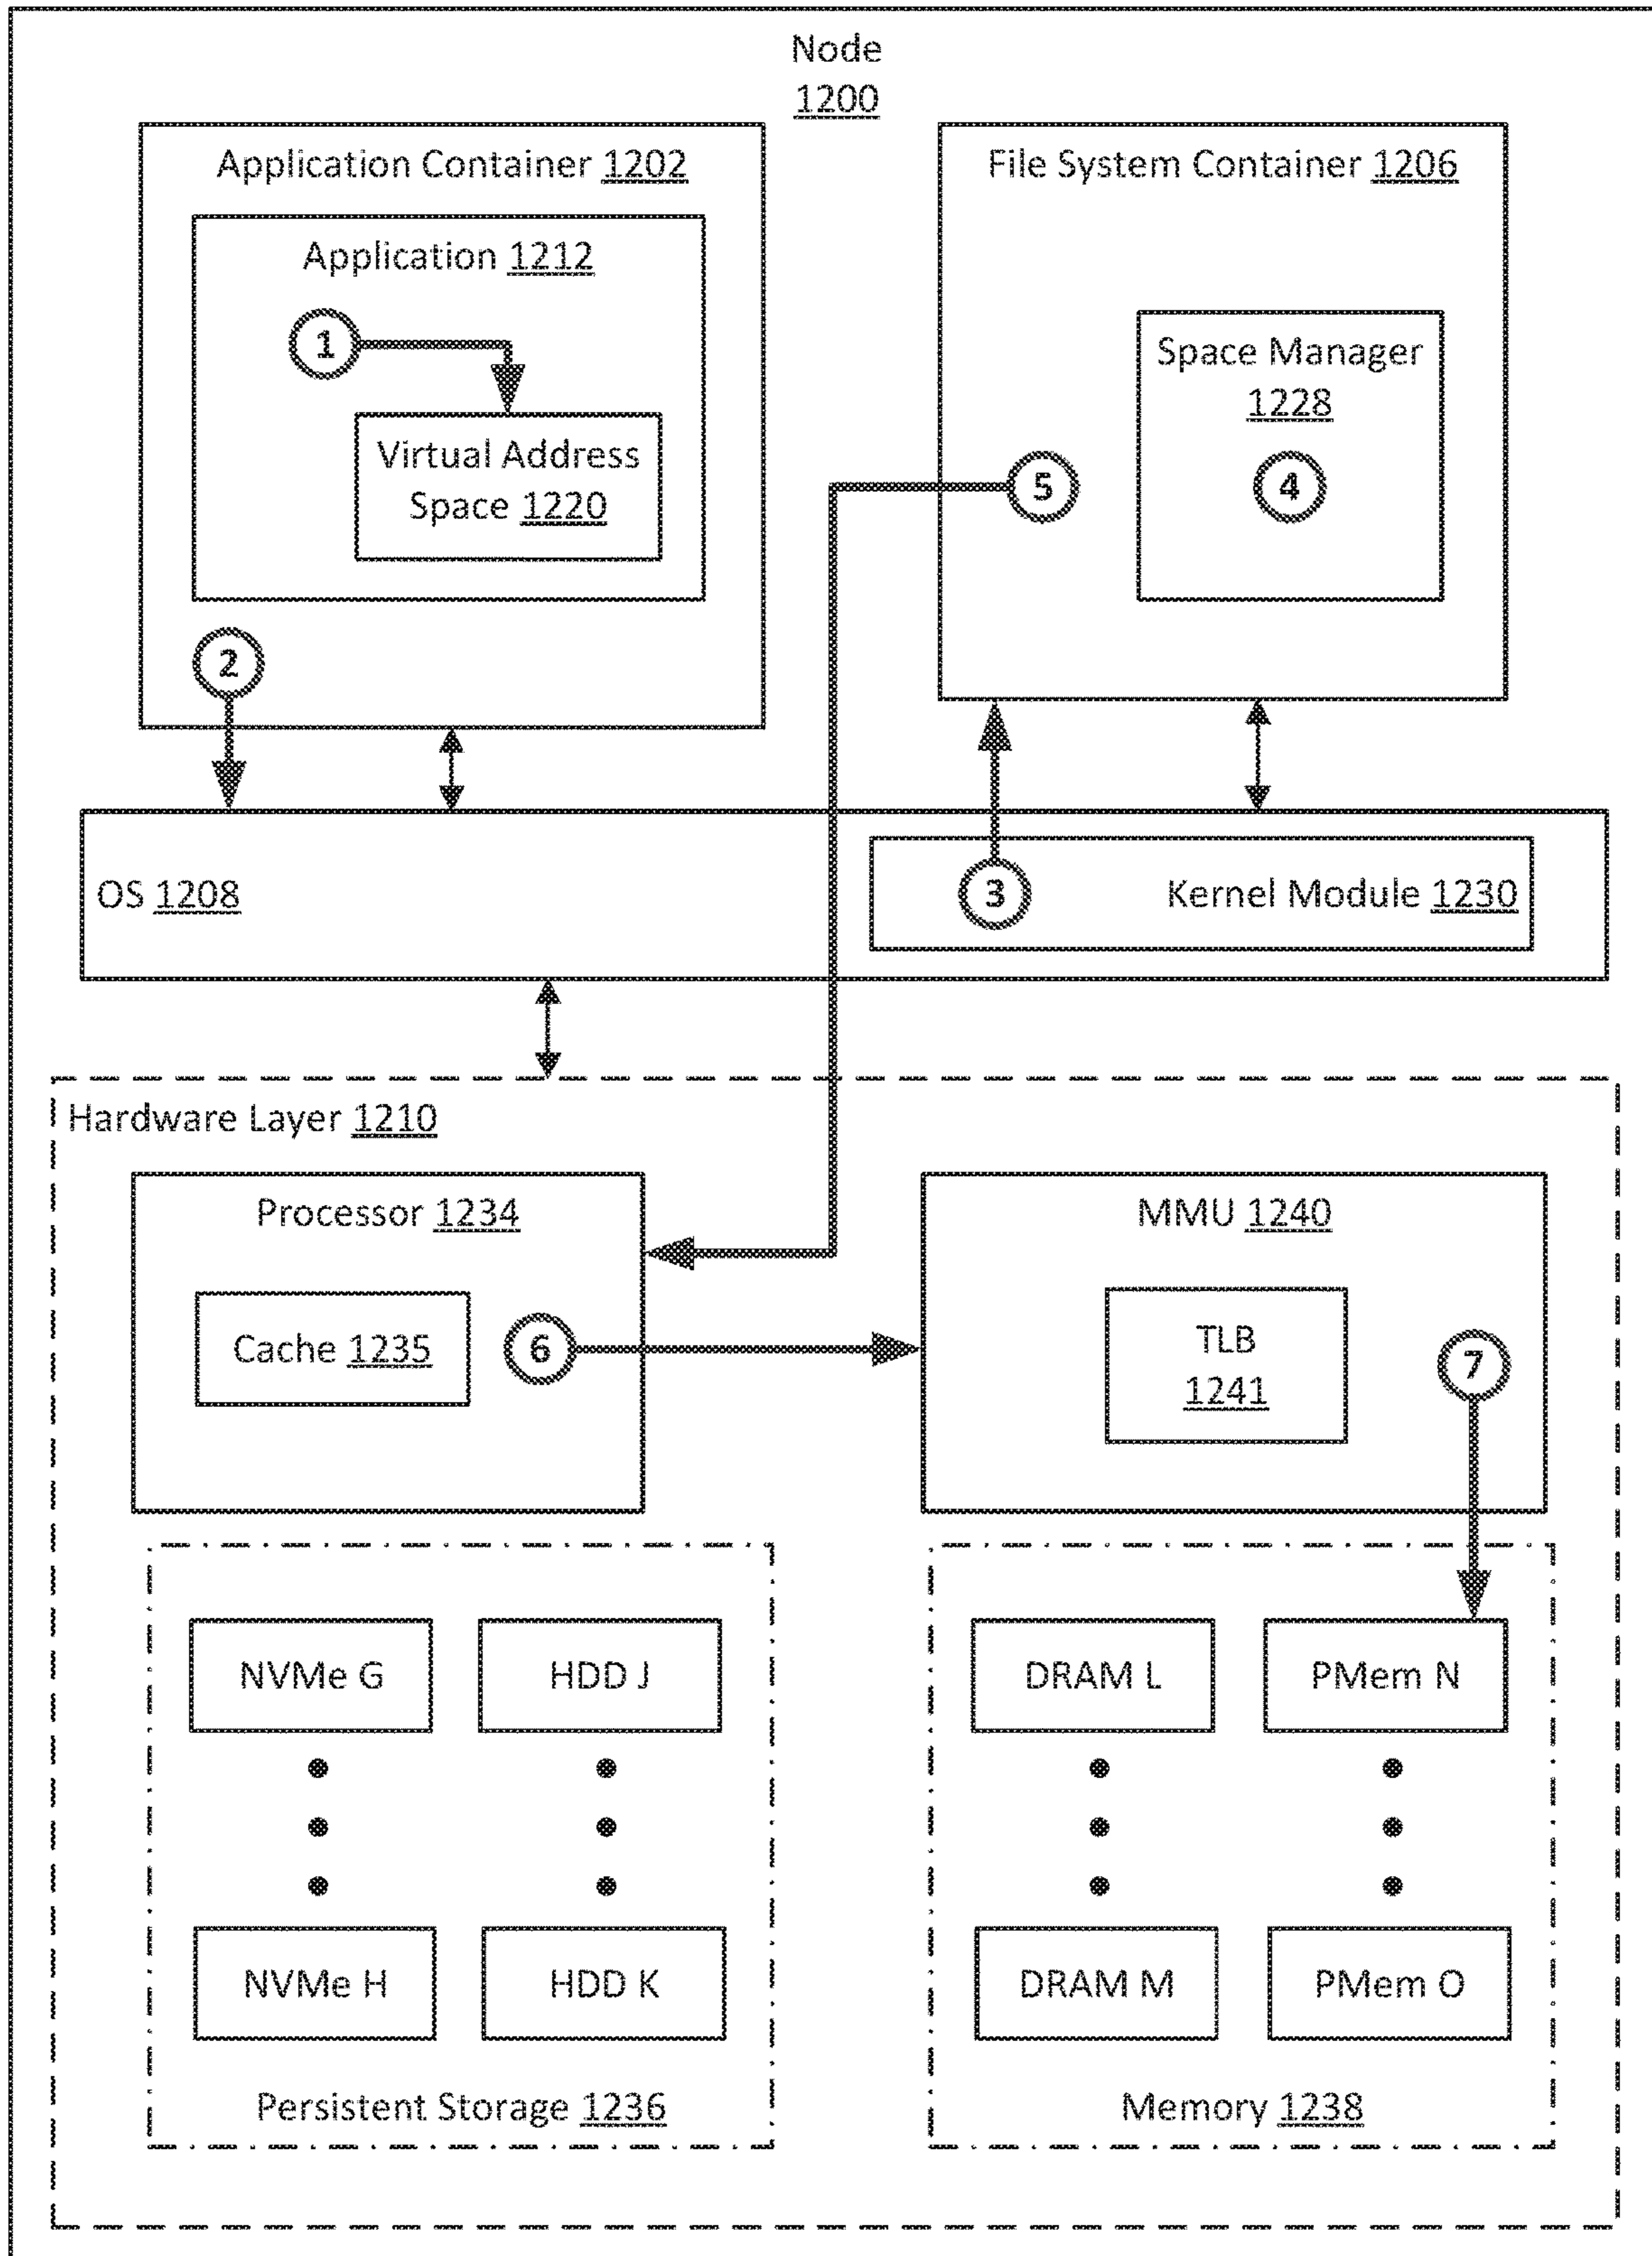 Node
1200
Application Container 1202
File System Container 1206
Application 1212
1
Virtual Address
Space 1220
2
Space Manager
1228
5
4
OS 1208
3
Kernel Module 1230
Hardware Layer 1210
Processor 1234
Cache 1235
6
MMU 1240
TLB
1241
7
NVMe G
HDD J
NVMe H
HDD K
Persistent Storage 1236
DRAM L
PMem N
DRAM M
PMem O
Memory 1238